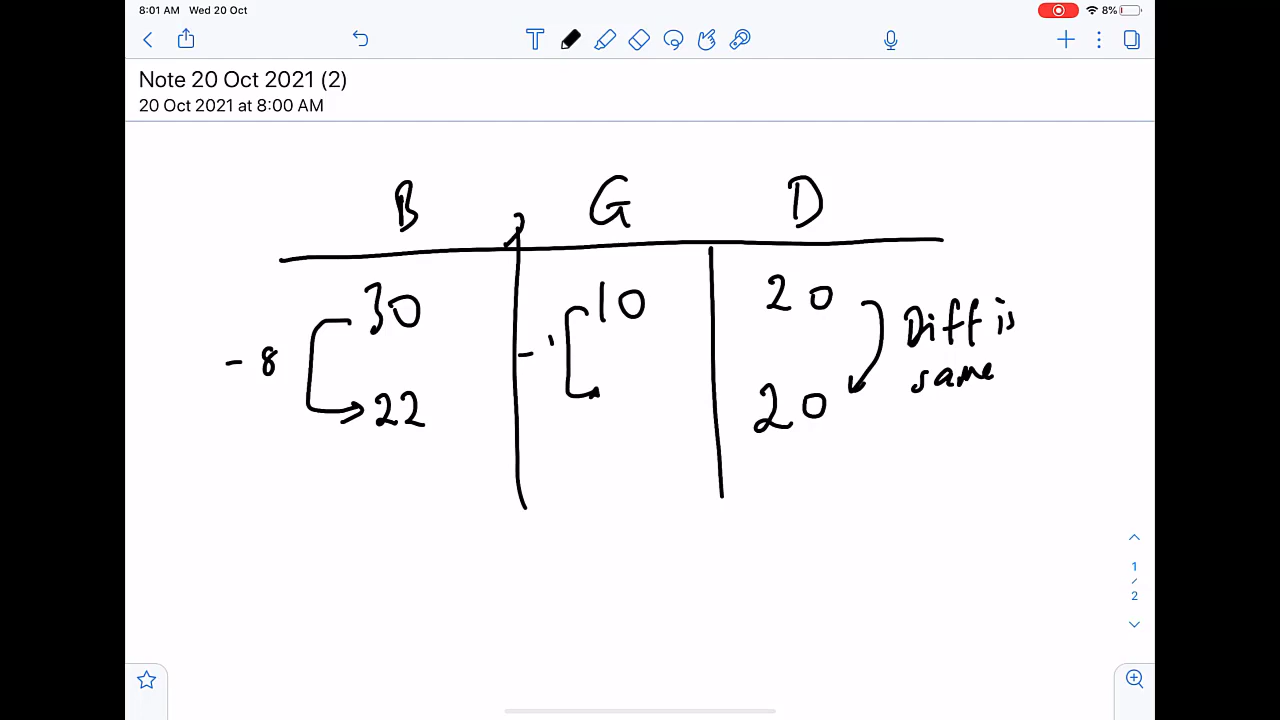 8:01 AM Wed 20 Oct
8%
T
Note 20 Oct 2021 (2)
20 Oct 2021 at 8:00 AM
B G D
30 10 20
Diff is
same
- 8
-
22 20
1
/
2